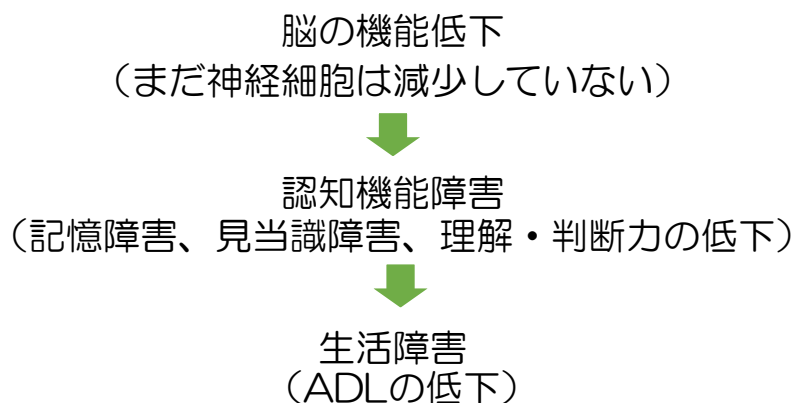 脳の機能低下
（まだ神経細胞は減少していない）
認知機能障害
（記憶障害、見当識障害、理解・判断力の低下）
生活障害
（ADLの低下）